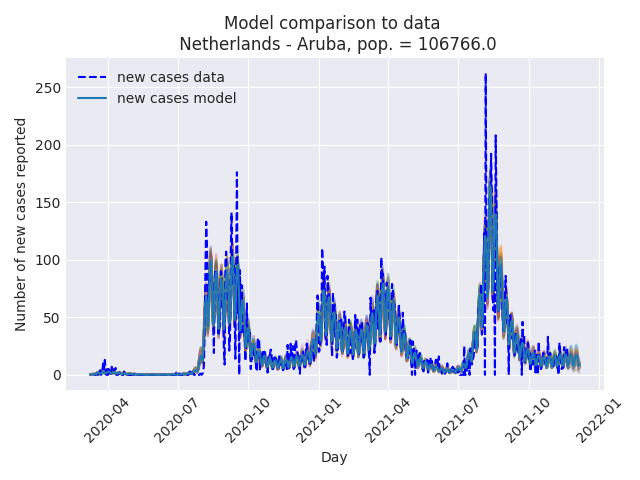 Model comparison to data
Netherlands - Aruba, pop. = 106766.0
new cases data
new cases model
Number of new cases reported
250
200
150
100
50
0
2020-04
2020-07
2020-10
2021-01
2021-04
2021-07
2021-10
2022-01
Day